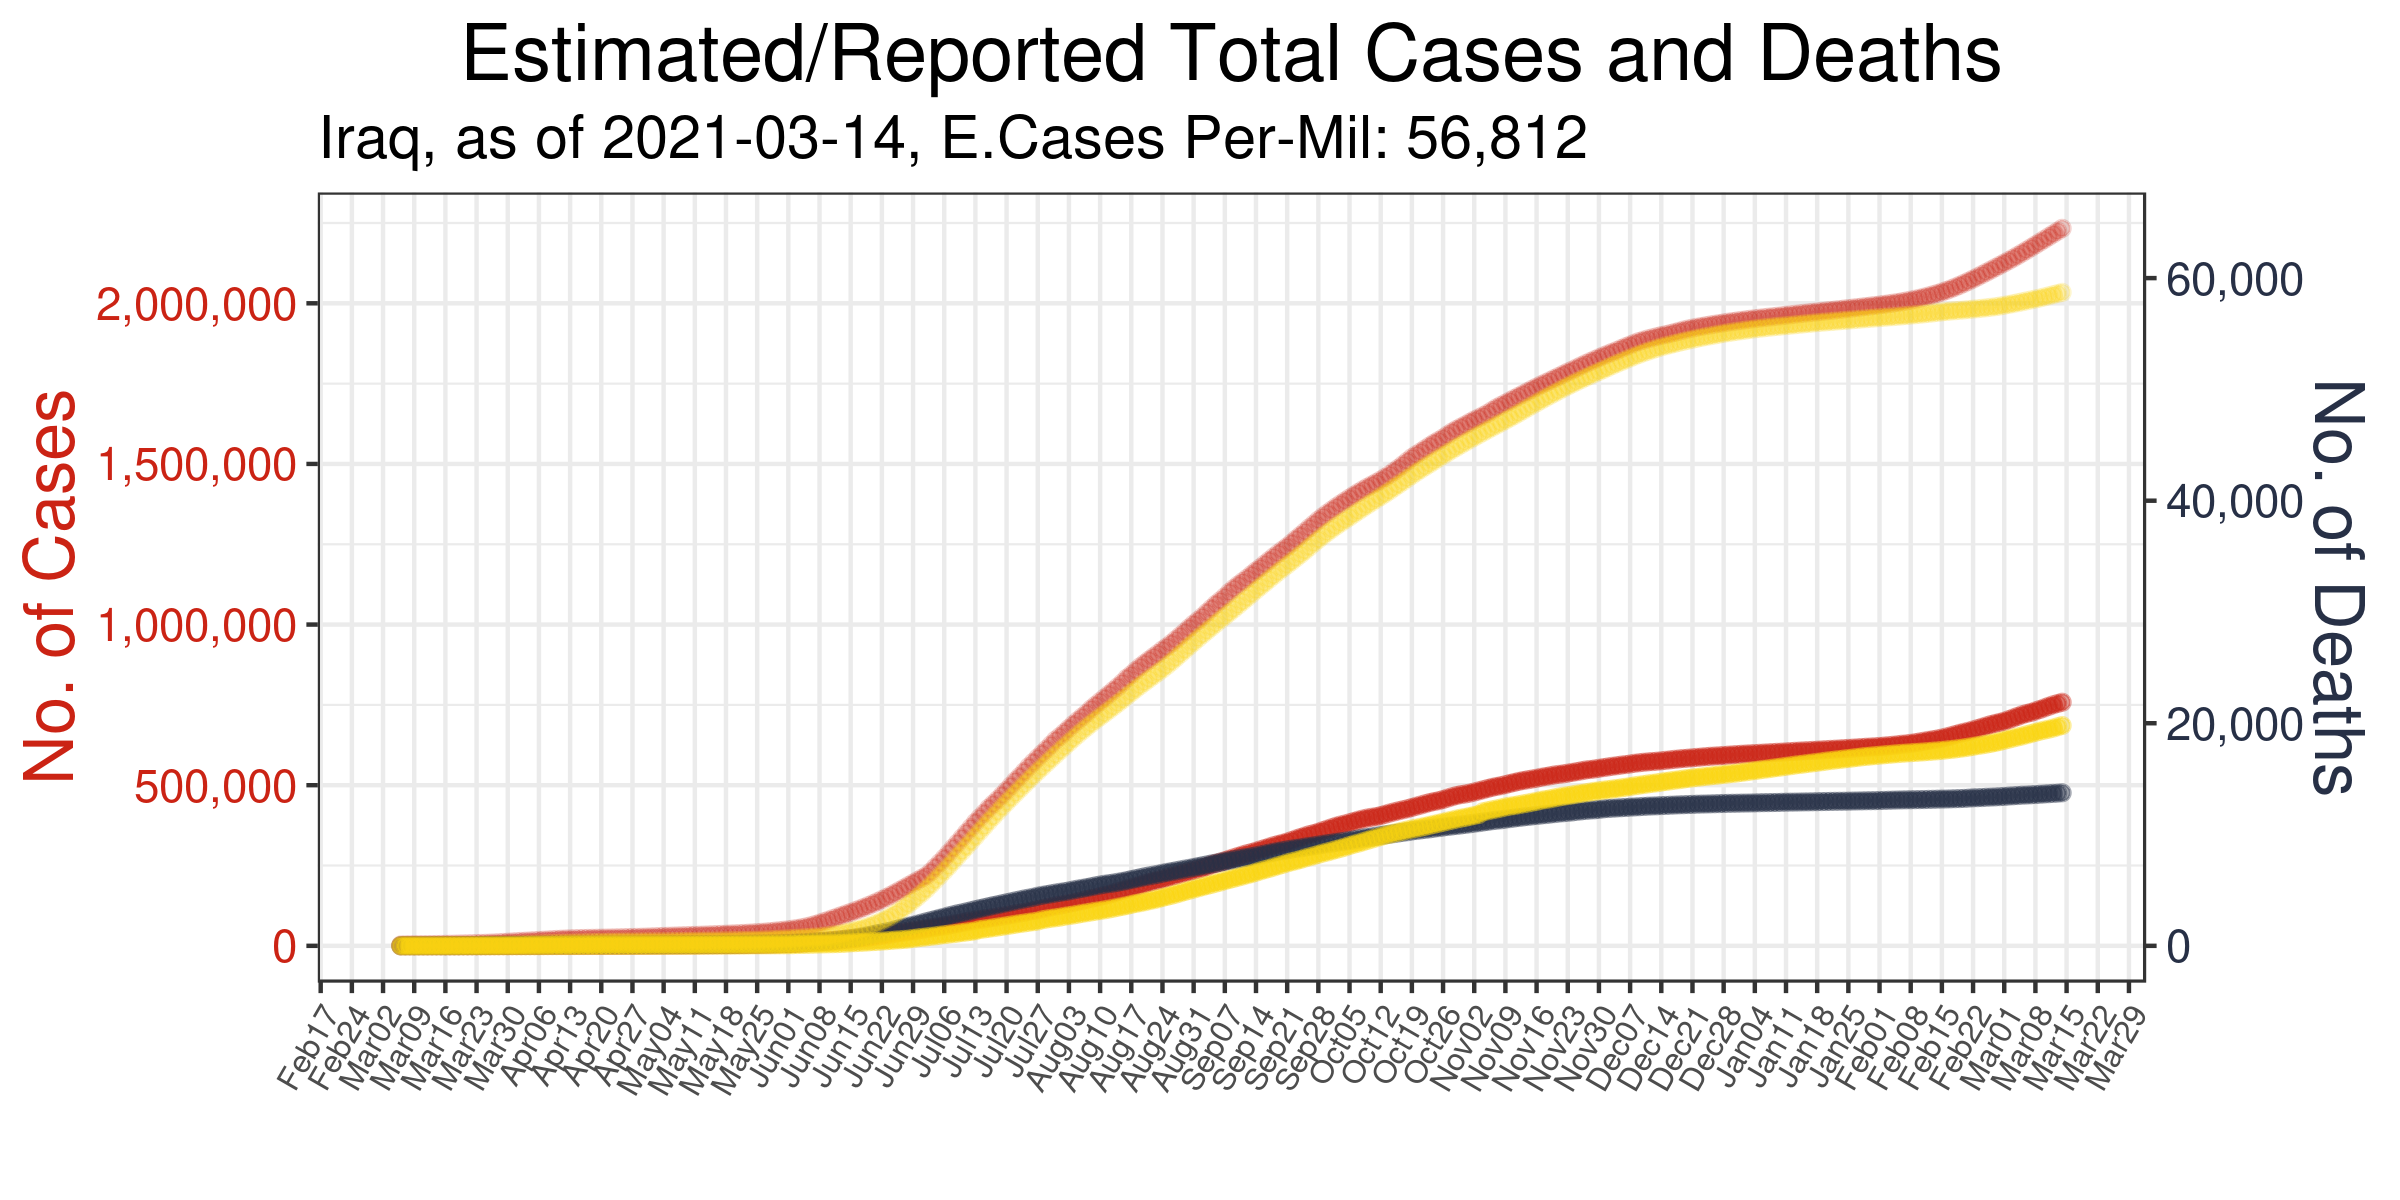 Estimated/Reported Total Cases and Deaths
Iraq, as of 2021-03-14, E.Cases Per-Mil: 56,812
No. of Cases
2,000,000
1,500,000
1,000,000
500,000
0
60,000
40,000
20,000
0
No. of Deaths
Feb17 Feb24 Mar02 Mar09 Mar16 Mar23 Mar30 Apr06 Apr13 Apr20 Apr27 May04 May11 May18 May25 Jun01 Jun08 Jun15 Jun22 Jun29 Jul06 Jul13 Jul20 Jul27 Aug03 Aug10 Aug17 Aug24 Aug31 Sep07 Sep14 Sep21 Sep28 Oct05 Oct12 Oct19 Oct26 Nov02 Nov09 Nov16 Nov23 Nov30 Dec07 Dec14 Dec21 Dec28 Jan04 Jan11 Jan18 Jan25 Feb01 Feb08 Feb15 Feb22 Mar01 Mar08 Mar15 Mar22 Mar29